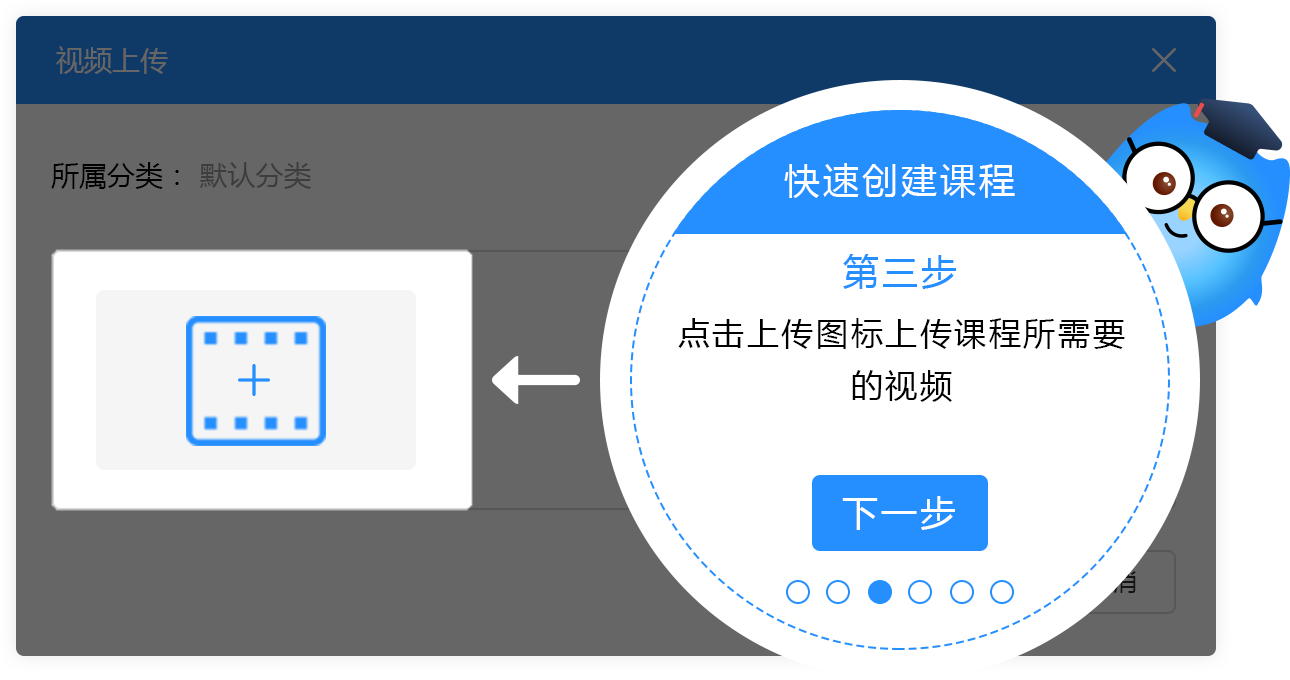 视频上传
所属分类： 默认分类
快速创建课程
第三步
点击上传图标上传课程所需要
的视频
下一步
消